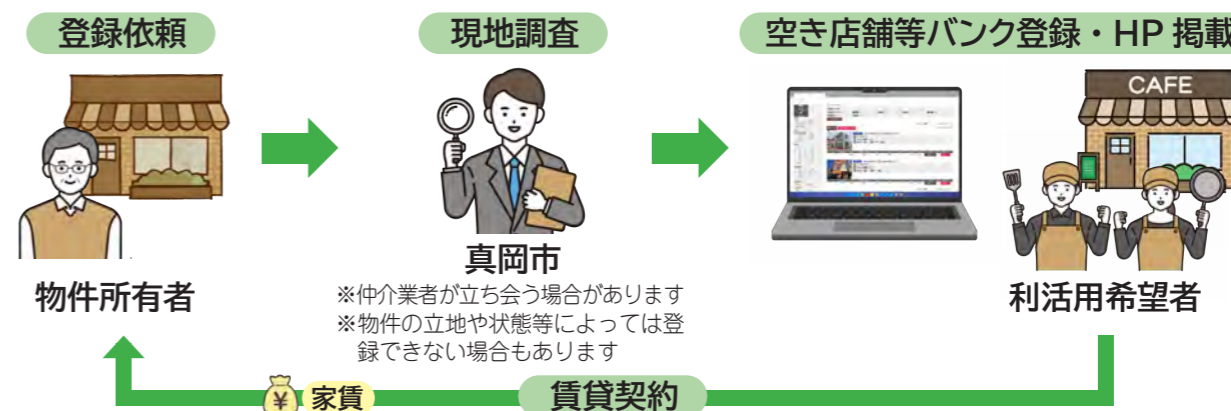 登録依頼
現地調査
空き店舗等バンク登録・HP 掲載
CAFE
物件所有者
真岡市
※仲介業者が立ち会う場合があります
※物件の立地や状態等によっては登
録できない場合もあります
利活用希望者
¥
家賃
賃貸契約